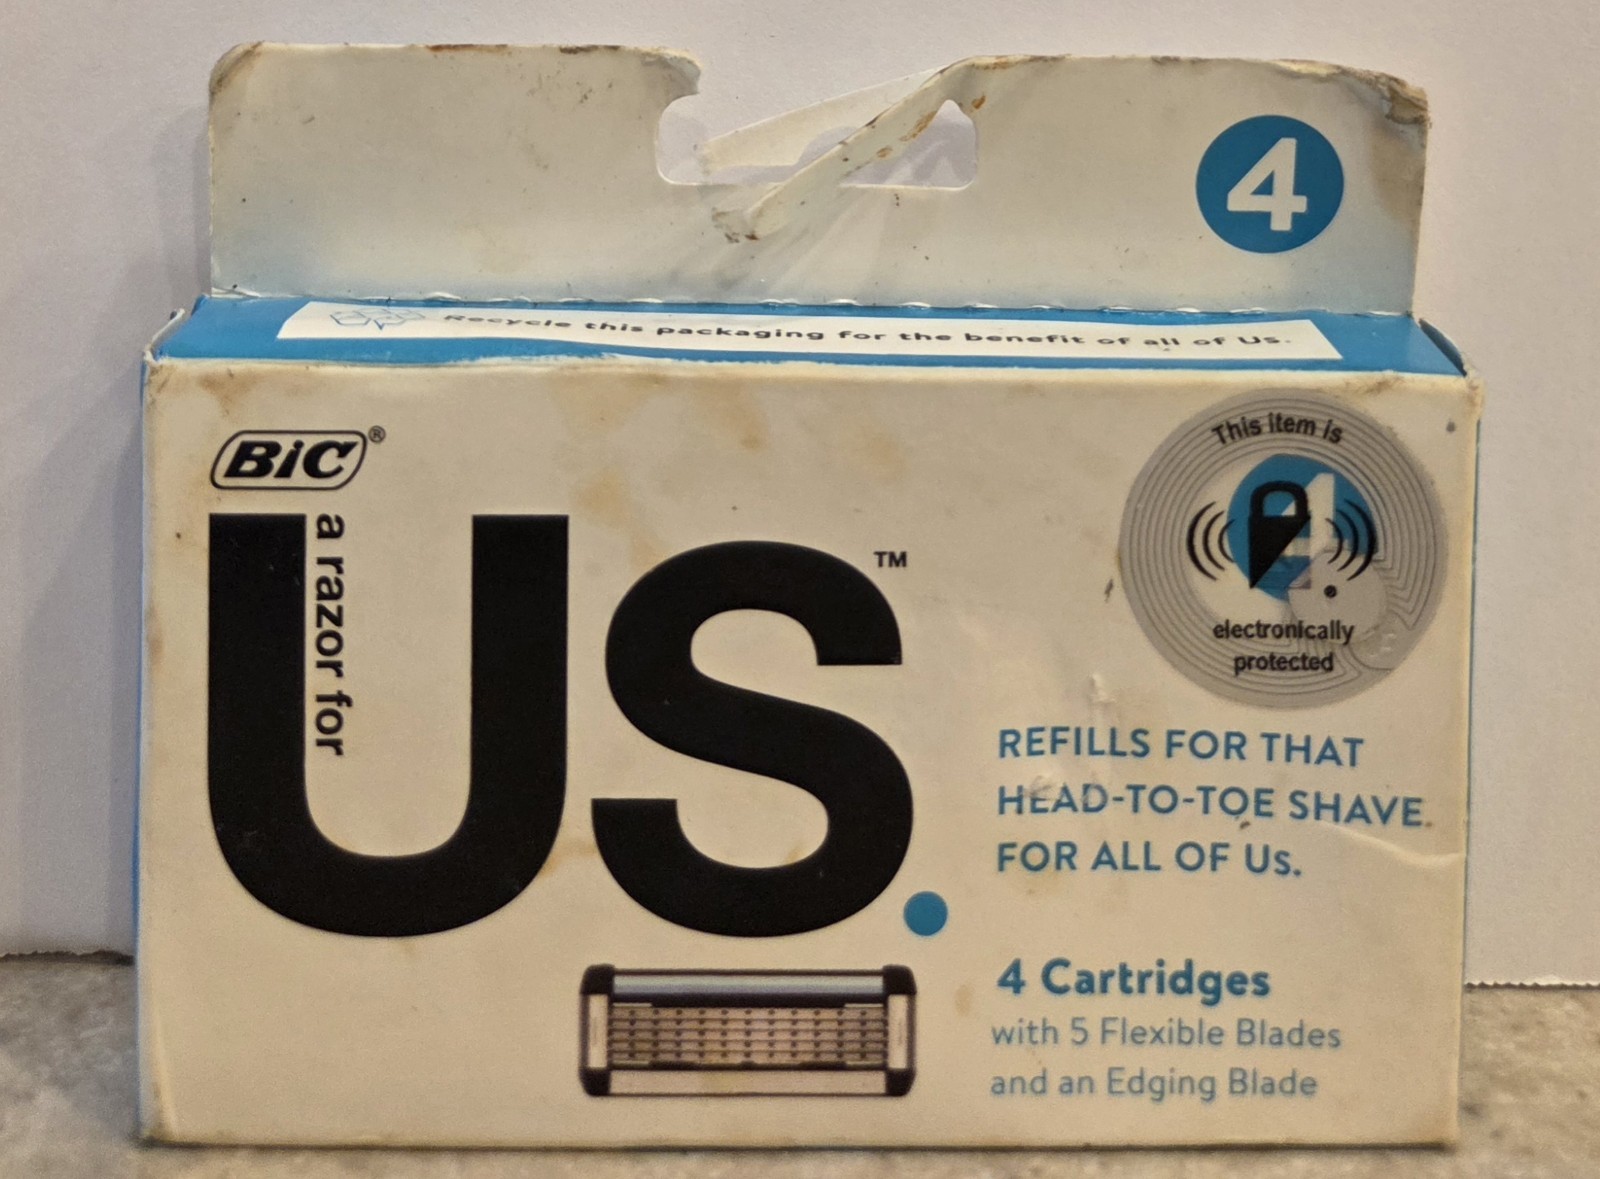 4
Recycle this packaging for the benefit of all of Us.
BiC®
a razor for
US.™
This item is
4
electronically
protected
REFILLS FOR THAT
HEAD-TO-TOE SHAVE.
FOR ALL OF Us.
4 Cartridges
with 5 Flexible Blades
and an Edging Blade